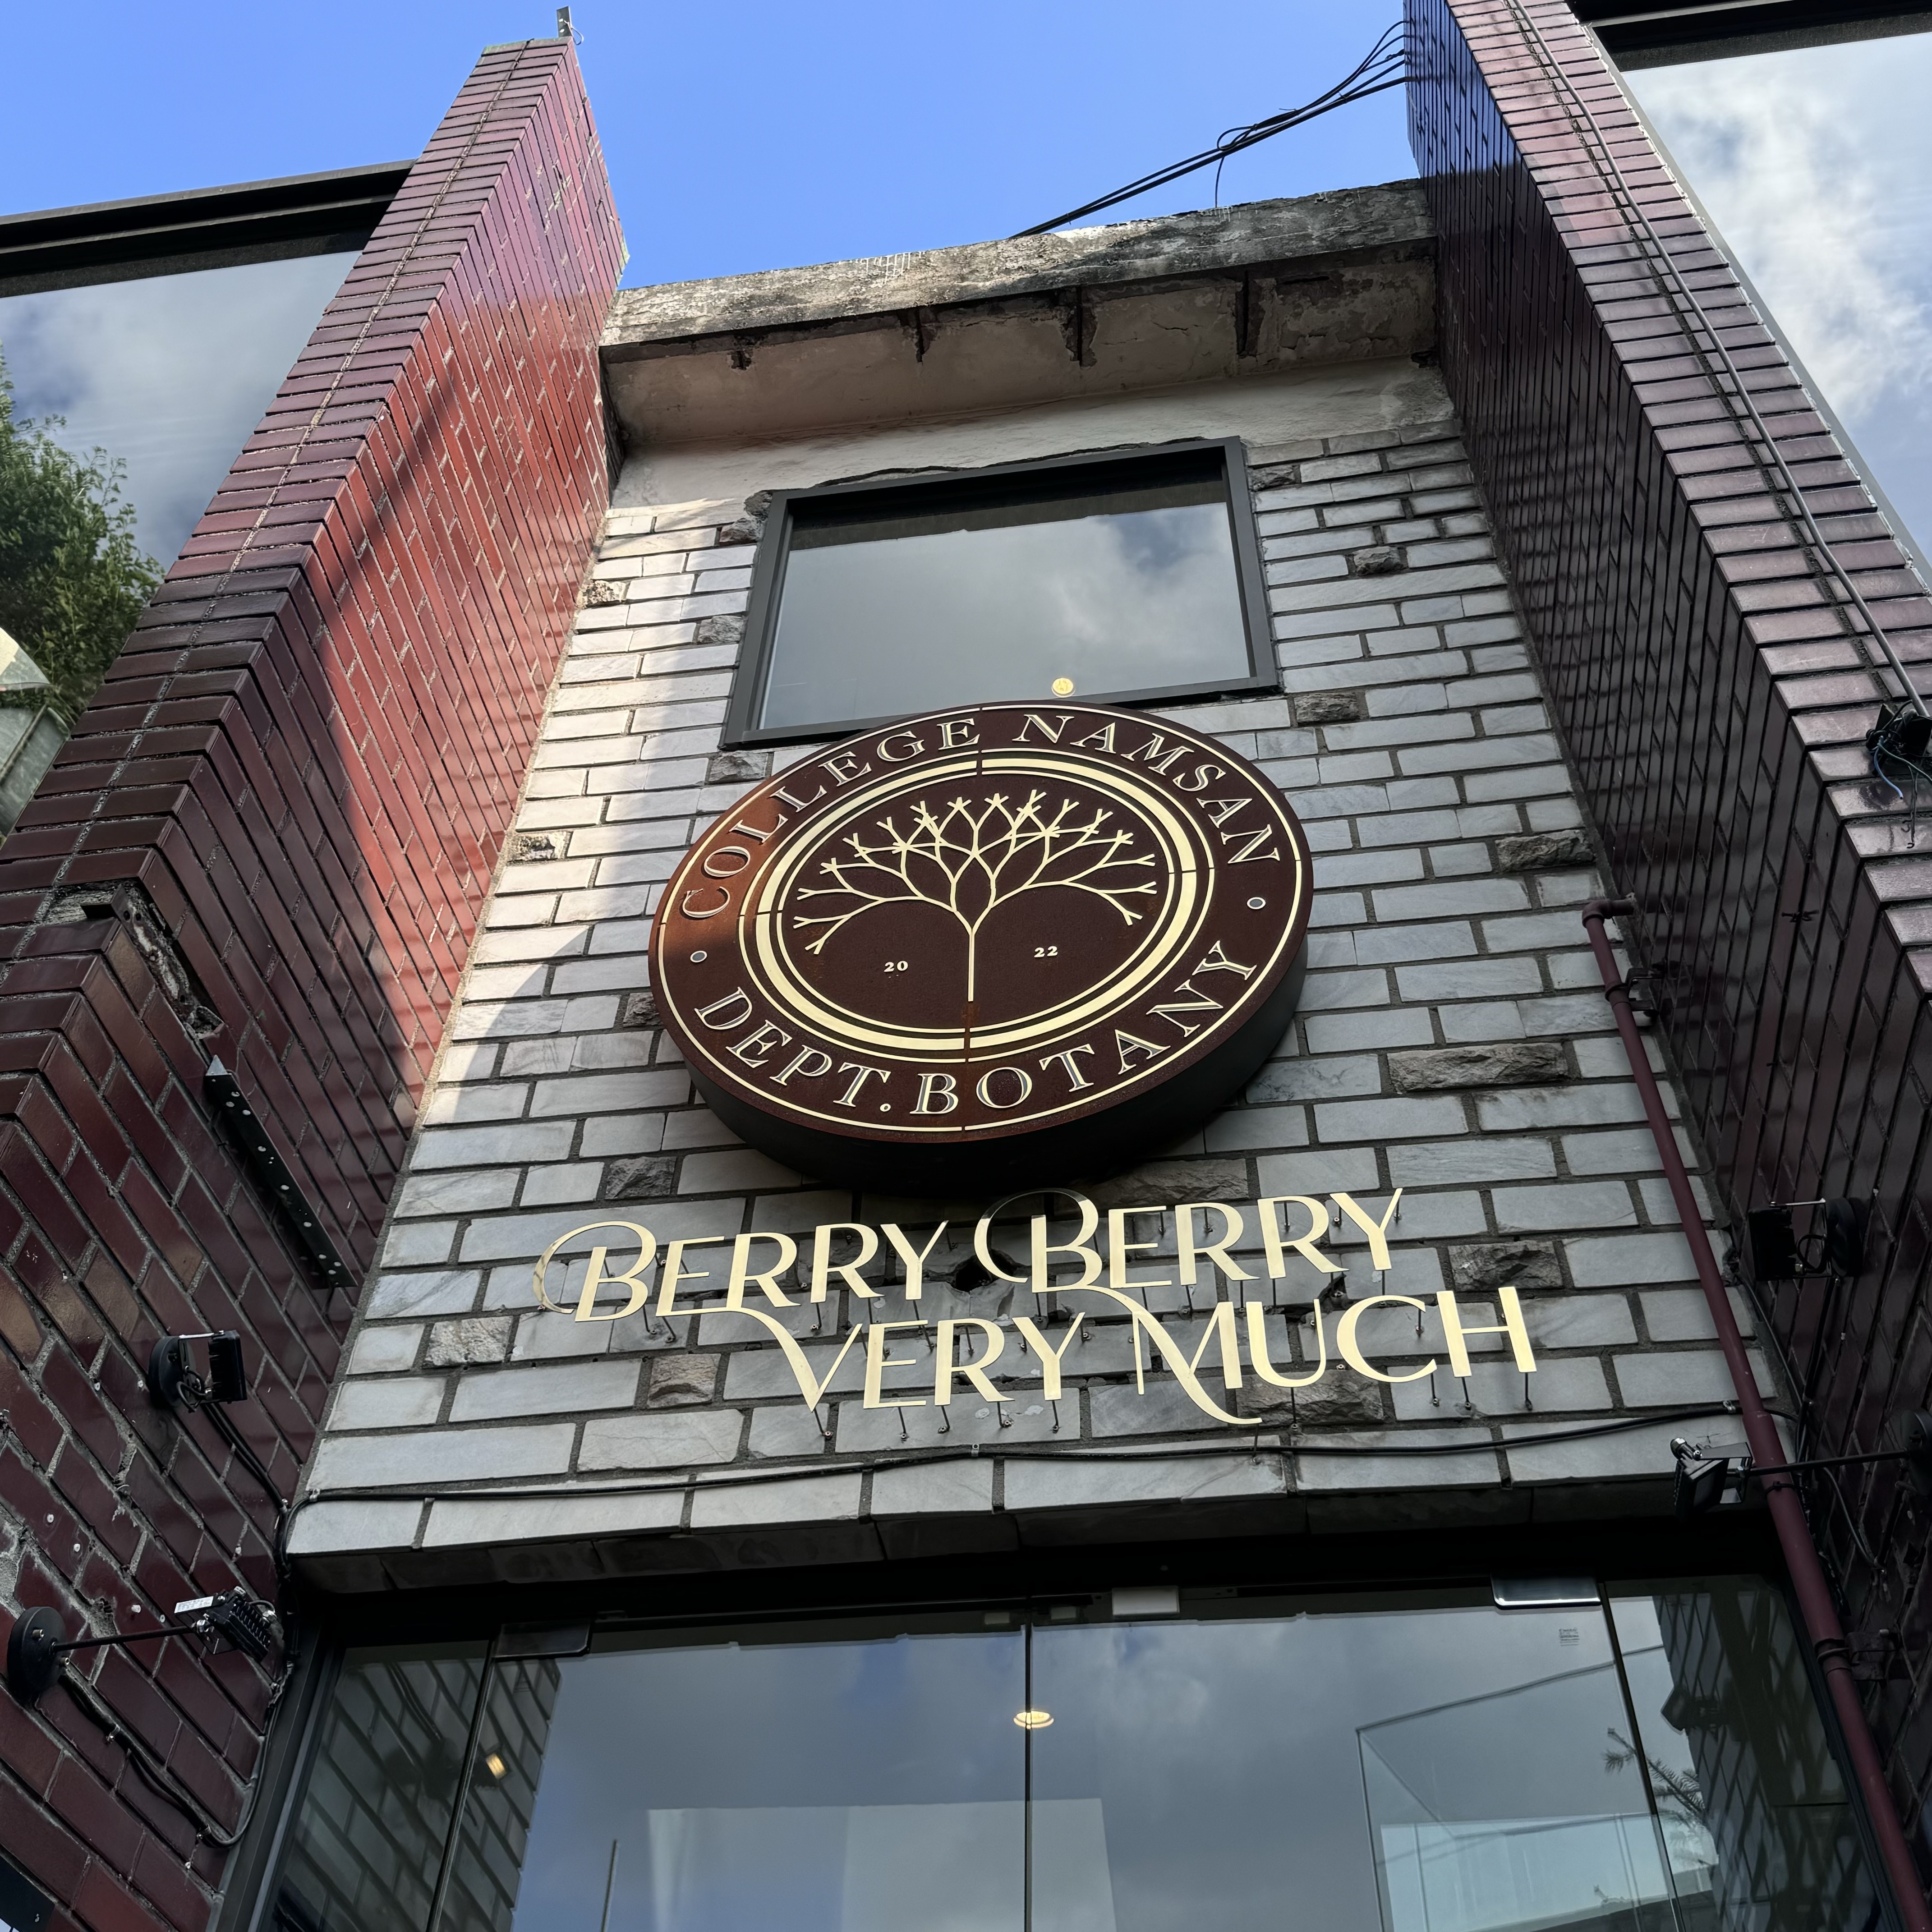 COLLEGE NAMSAN
20 22
DEPT. BOTANY
BERRY BERRY
VERY MUCH